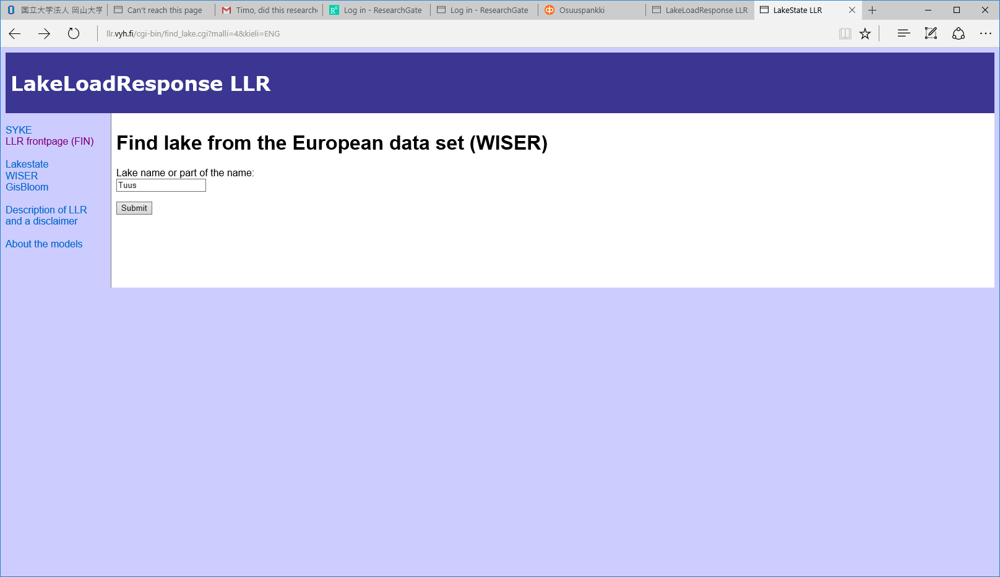 国立大学法人 岡山大学
Can't reach this page
Timo, did this research
Log in - ResearchGate
Log in - ResearchGate
Osuuspankki
LakeLoadResponse LLR
LakeState LLR
llr.vyh.fi/cgi-bin/find_lake.cgi?malli=4&kieli=ENG
LakeLoadResponse LLR
SYKE
LLR frontpage (FIN)
Lakestate
WISER
GisBloom
Description of LLR
and a disclaimer
About the models
Find lake from the European data set (WISER)
Lake name or part of the name:
Tuus
Submit